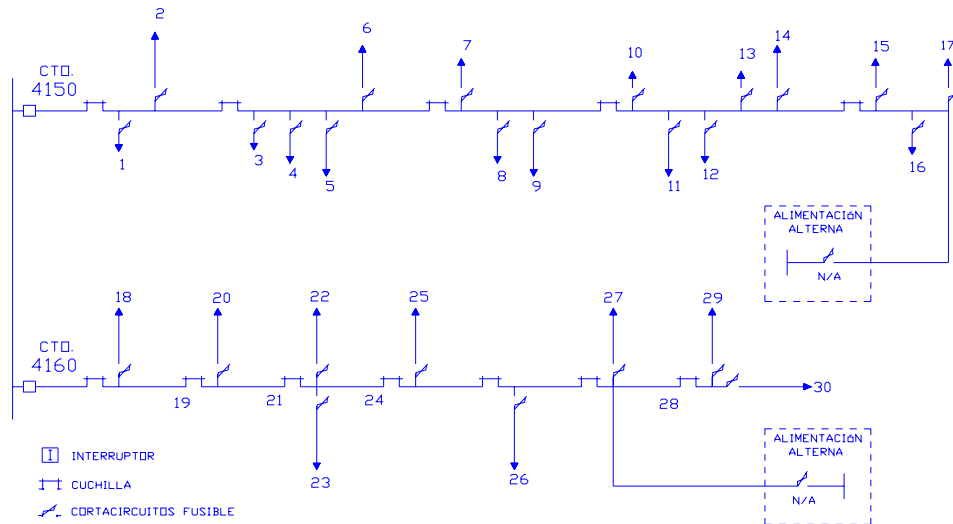 2
6
7
10
13
14
15
17
CTO.
4150
1
3
4
5
8
9
11
12
16
ALIMENTACIóN
ALTERNA
N/A
18
20
22
25
27
29
CTO.
4160
19
21
24
28
30
23
26
ALIMENTACIóN
ALTERNA
N/A
I INTERRUPTOR
CUCHILLA
CORTACIRCUITOS FUSIBLE